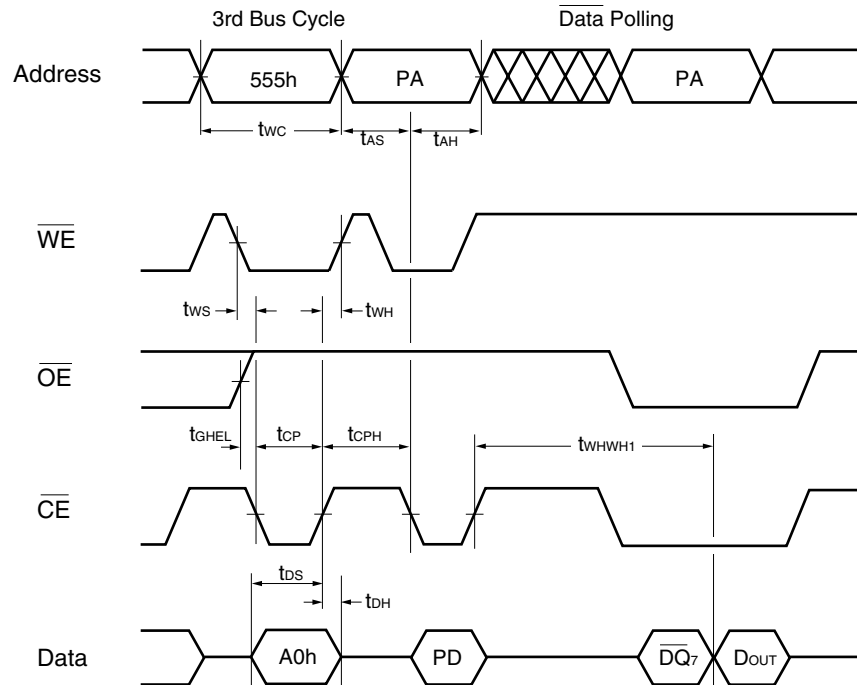 3rd Bus Cycle
Data Polling
Address
555h
PA
PA
tWC
tAS
tAH
WE
tWS
tWH
OE
tGHEL
tCP
tCPH
tWHWH1
CE
tDS
tDH
Data
A0h
PD
DQ7
DOUT